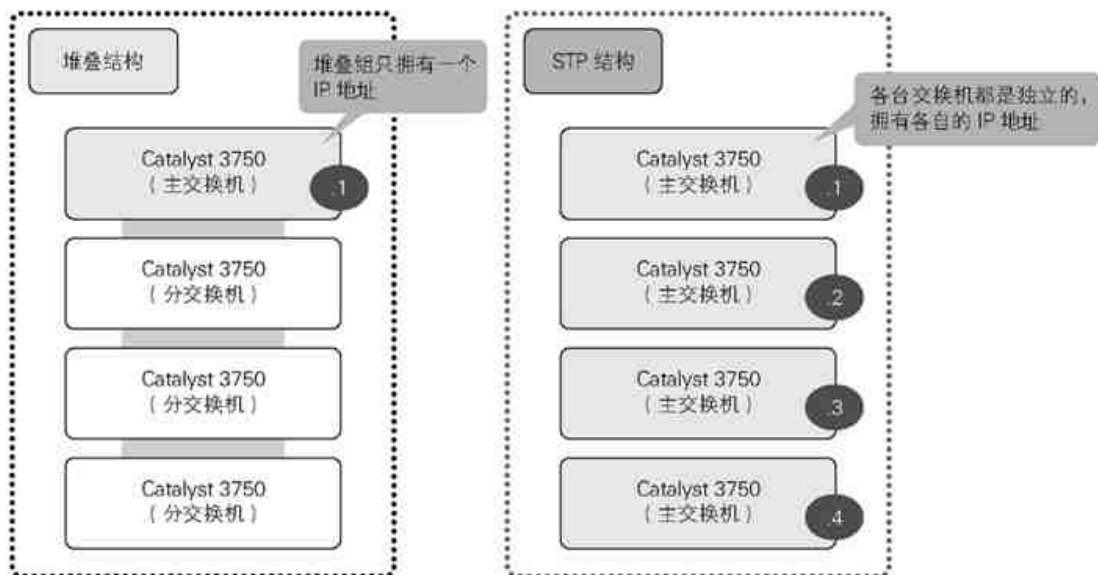 堆叠结构
堆叠组只拥有一个
IP 地址
Catalyst 3750
（主交换机）
.1
Catalyst 3750
（分交换机）
Catalyst 3750
（分交换机）
Catalyst 3750
（分交换机）
STP 结构
各台交换机都是独立的，
拥有各自的 IP 地址
Catalyst 3750
（主交换机）
.1
Catalyst 3750
（主交换机）
.2
Catalyst 3750
（主交换机）
.3
Catalyst 3750
（主交换机）
.4